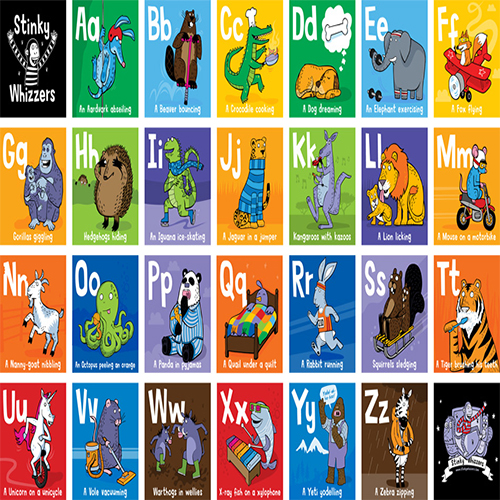 Stinky
Whizzers
Aa
An Aardvark abseiling
Bb
A Beaver bouncing
Cc
A Crocodile cooking
Dd
A Dog dreaming
Ee
An Elephant exercising
Ff
A Fox flying
Gg
Gorillas giggling
Hh
Hedgehogs hiding
Ii
An Iguana ice-skating
Jj
A Jaguar in a jumper
Kk
Kangaroos with kazoos
Ll
A Lion licking
Mm
A Mouse on a motorbike
Nn
A Nanny-goat nibbling
Oo
An Octopus peeling an orange
Pp
A Panda in pyjamas
Qq
A Quail under a quilt
Rr
A Rabbit running
Ss
Squirrels sledging
Tt
A Tiger brushing his teeth
Uu
A Unicorn on a unicycle
Vv
A Vole vacuuming
Ww
Warthogs in wellies
Xx
X-ray fish on a xylophone
Yy
A Yeti yodelling
Zz
A Zebra zipping
Stinky Whizzers